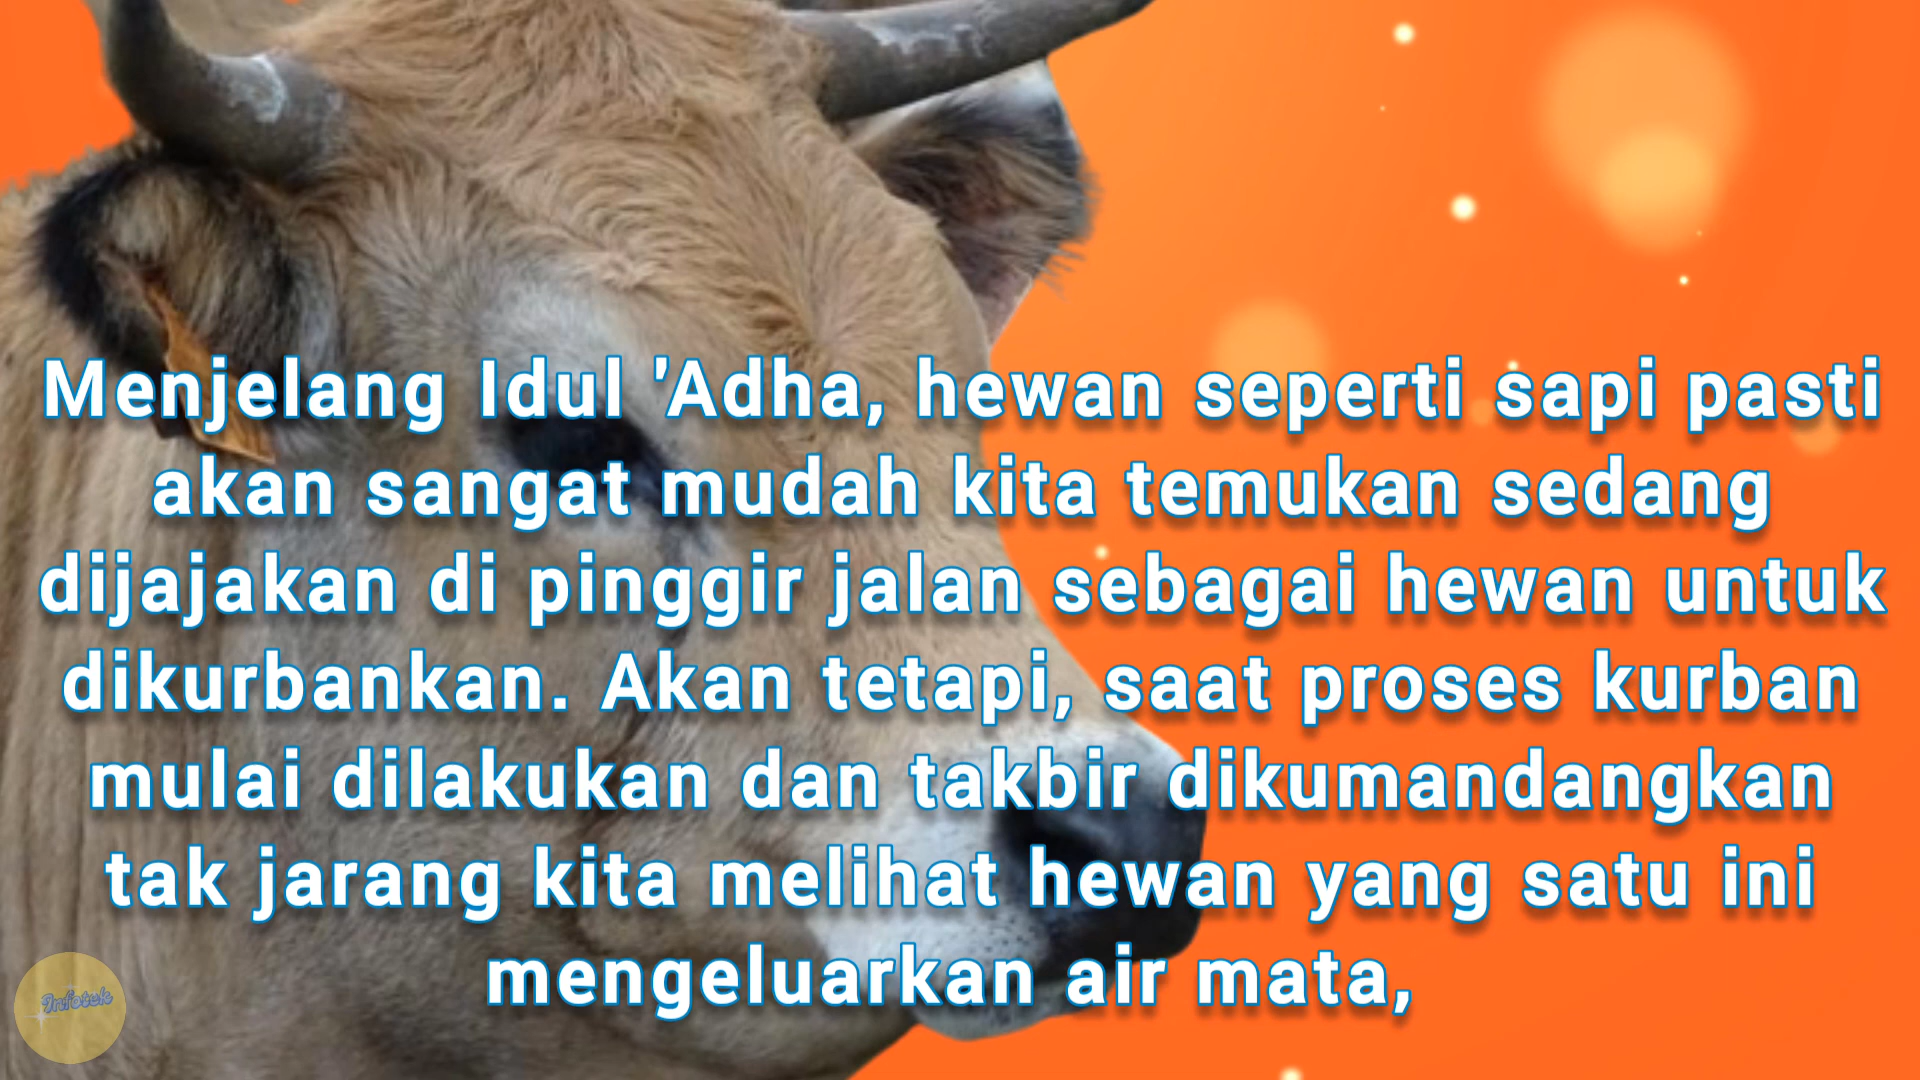 Menjelang Idul 'Adha, hewan seperti sapi pasti
akan sangat mudah kita temukan sedang
dijajakan di pinggir jalan sebagai hewan untuk
dikurbankan. Akan tetapi, saat proses kurban
mulai dilakukan dan takbir dikumandangkan
tak jarang kita melihat hewan yang satu ini
mengeluarkan air mata,
Infotek